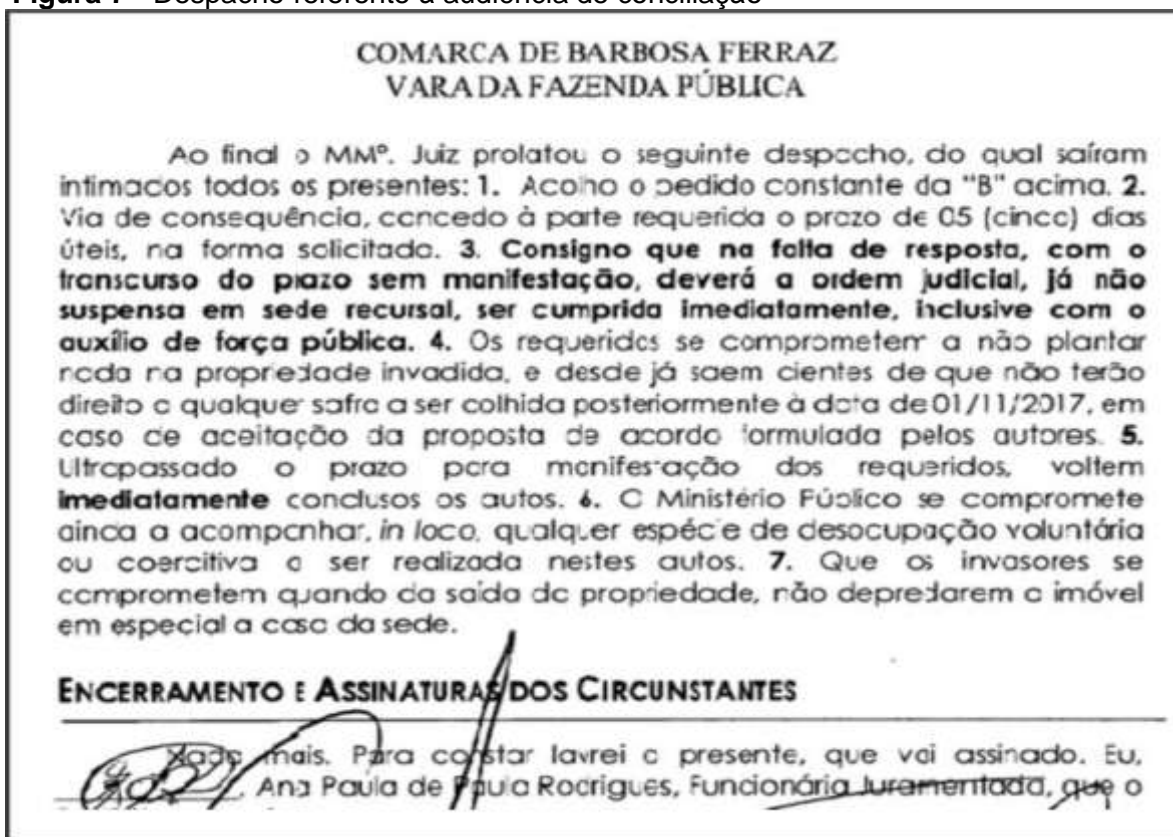 Figura 7 – Despacho referente à audiência de conciliação
COMARCA DE BARBOSA FERRAZ
VARA DA FAZENDA PÚBLICA
Ao final o MMº. Juiz prolatou o seguinte despacho, do qual saíram
intimados todos os presentes: 1. Acolho o pedido constante da "B" acima. 2.
Via de consequência, concedo à parte requerida o prazo de 05 (cinco) dias
úteis, na forma solicitada. 3. Consigno que na falta de resposta, com o
transcurso do prazo sem manifestação, deverá a ordem judicial, já não
suspensa em sede recursal, ser cumprida imediatamente, inclusive com o
auxílio de força pública. 4. Os requeridos se comprometem a não plantar
nada na propriedade invadida, e desde já saem cientes de que não terão
direito a qualquer safra a ser colhida posteriormente à data de 01/11/2017, em
caso de aceitação da proposta de acordo formulada pelos autores. 5.
Ultrapassado o prazo para manifestação dos requeridos, voltem
imediatamente conclusos os autos. 6. O Ministério Público se compromete
ainda a acompanhar, in loco, qualquer espécie de desocupação voluntária
ou coercitiva a ser realizada nestes autos. 7. Que os invasores se
comprometem quando da saída da propriedade, não depredarem o imóvel
em especial a casa da sede.
ENCERRAMENTO E ASSINATURAS DOS CIRCUNSTANTES
Nada mais. Para constar lavrei o presente, que vai assinado. Eu,
Ana Paula de Paula Rodrigues, Funcionária Juramentada, que o